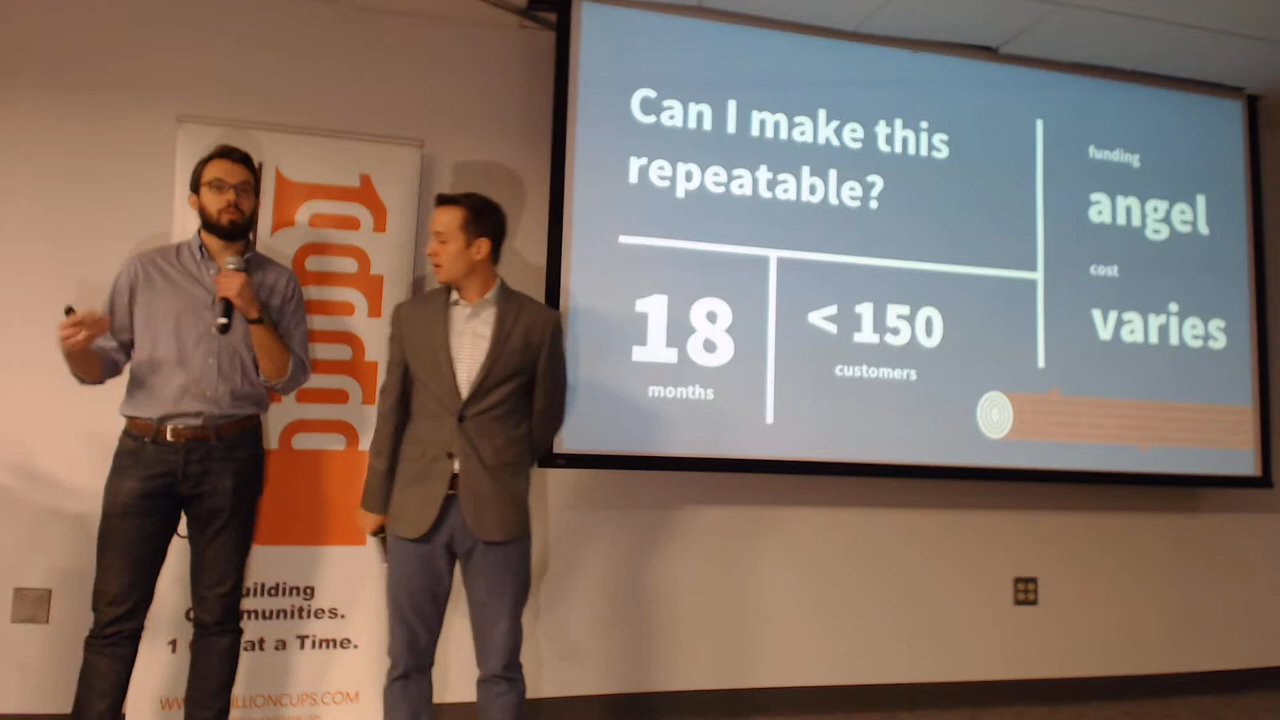 Can I make this
repeatable?
18
months
< 150
customers
funding
angel
cost
varies
uilding
munities.
1 at a Time.
ILLIONCUPS.COM